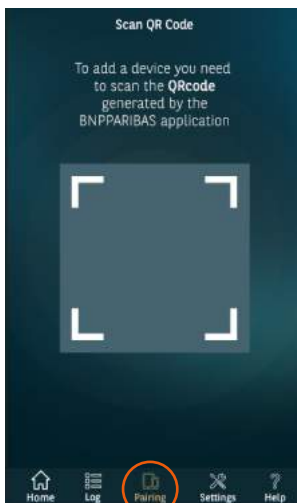 Scan QR Code
To add a device you need
to scan the QRcode
generated by the
BNPPARIBAS application
Home Log Pairing Settings Help